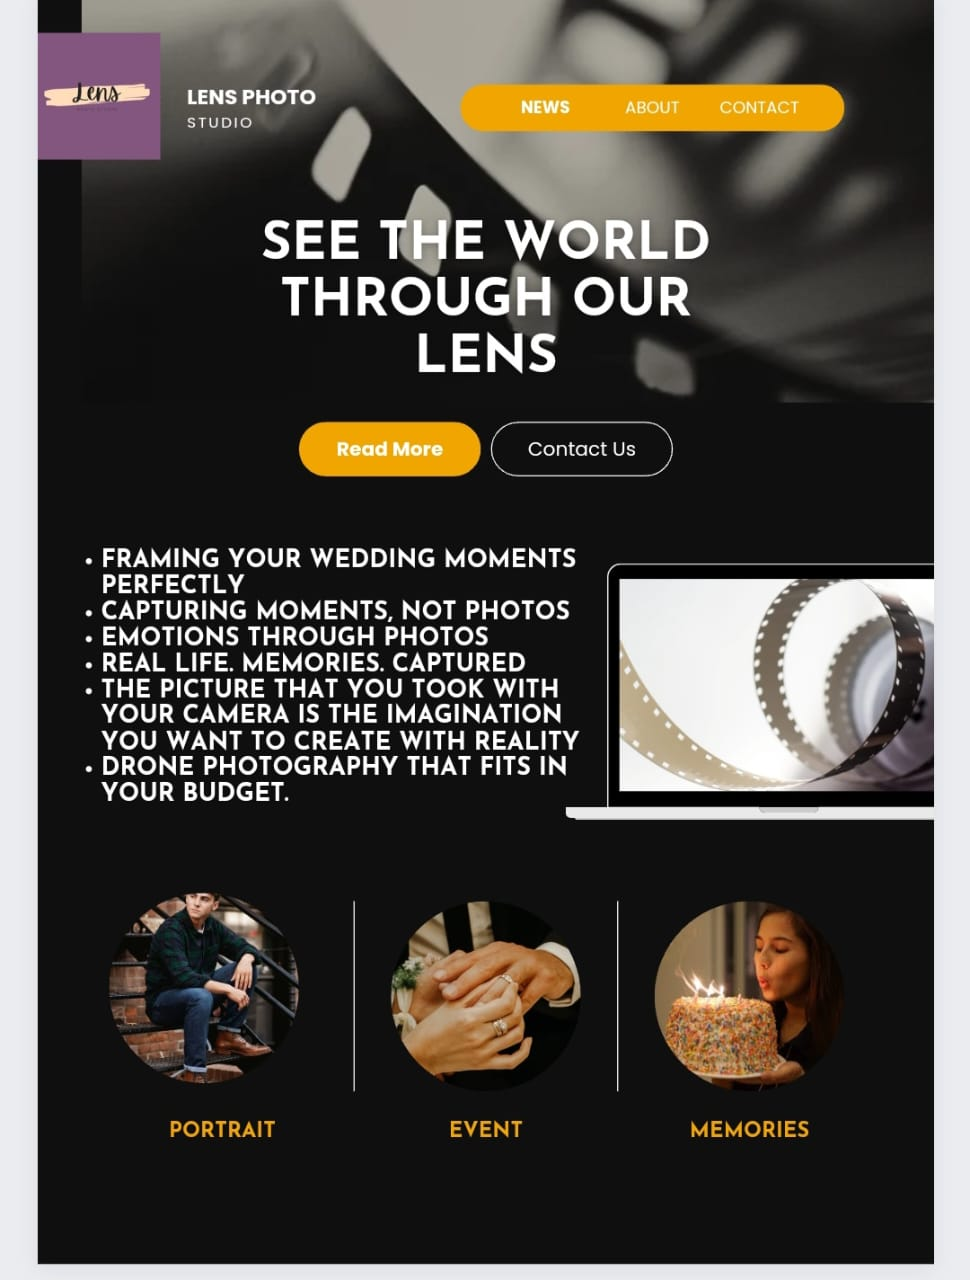 Lens
LENS PHOTO
STUDIO
NEWS ABOUT CONTACT
SEE THE WORLD
THROUGH OUR
LENS
Read More Contact Us
• FRAMING YOUR WEDDING MOMENTS
PERFECTLY
• CAPTURING MOMENTS, NOT PHOTOS
• EMOTIONS THROUGH PHOTOS
• REAL LIFE. MEMORIES. CAPTURED
• THE PICTURE THAT YOU TOOK WITH
YOUR CAMERA IS THE IMAGINATION
YOU WANT TO CREATE WITH REALITY
• DRONE PHOTOGRAPHY THAT FITS IN
YOUR BUDGET.
PORTRAIT EVENT MEMORIES